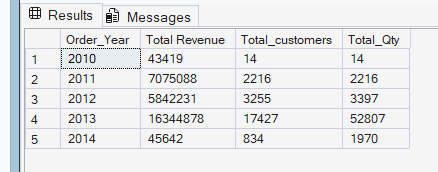 Results Messages
Order_Year Total Revenue Total_customers Total_Qty
1 2010 43419 14 14
2 2011 7075088 2216 2216
3 2012 5842231 3255 3397
4 2013 16344878 17427 52807
5 2014 45642 834 1970